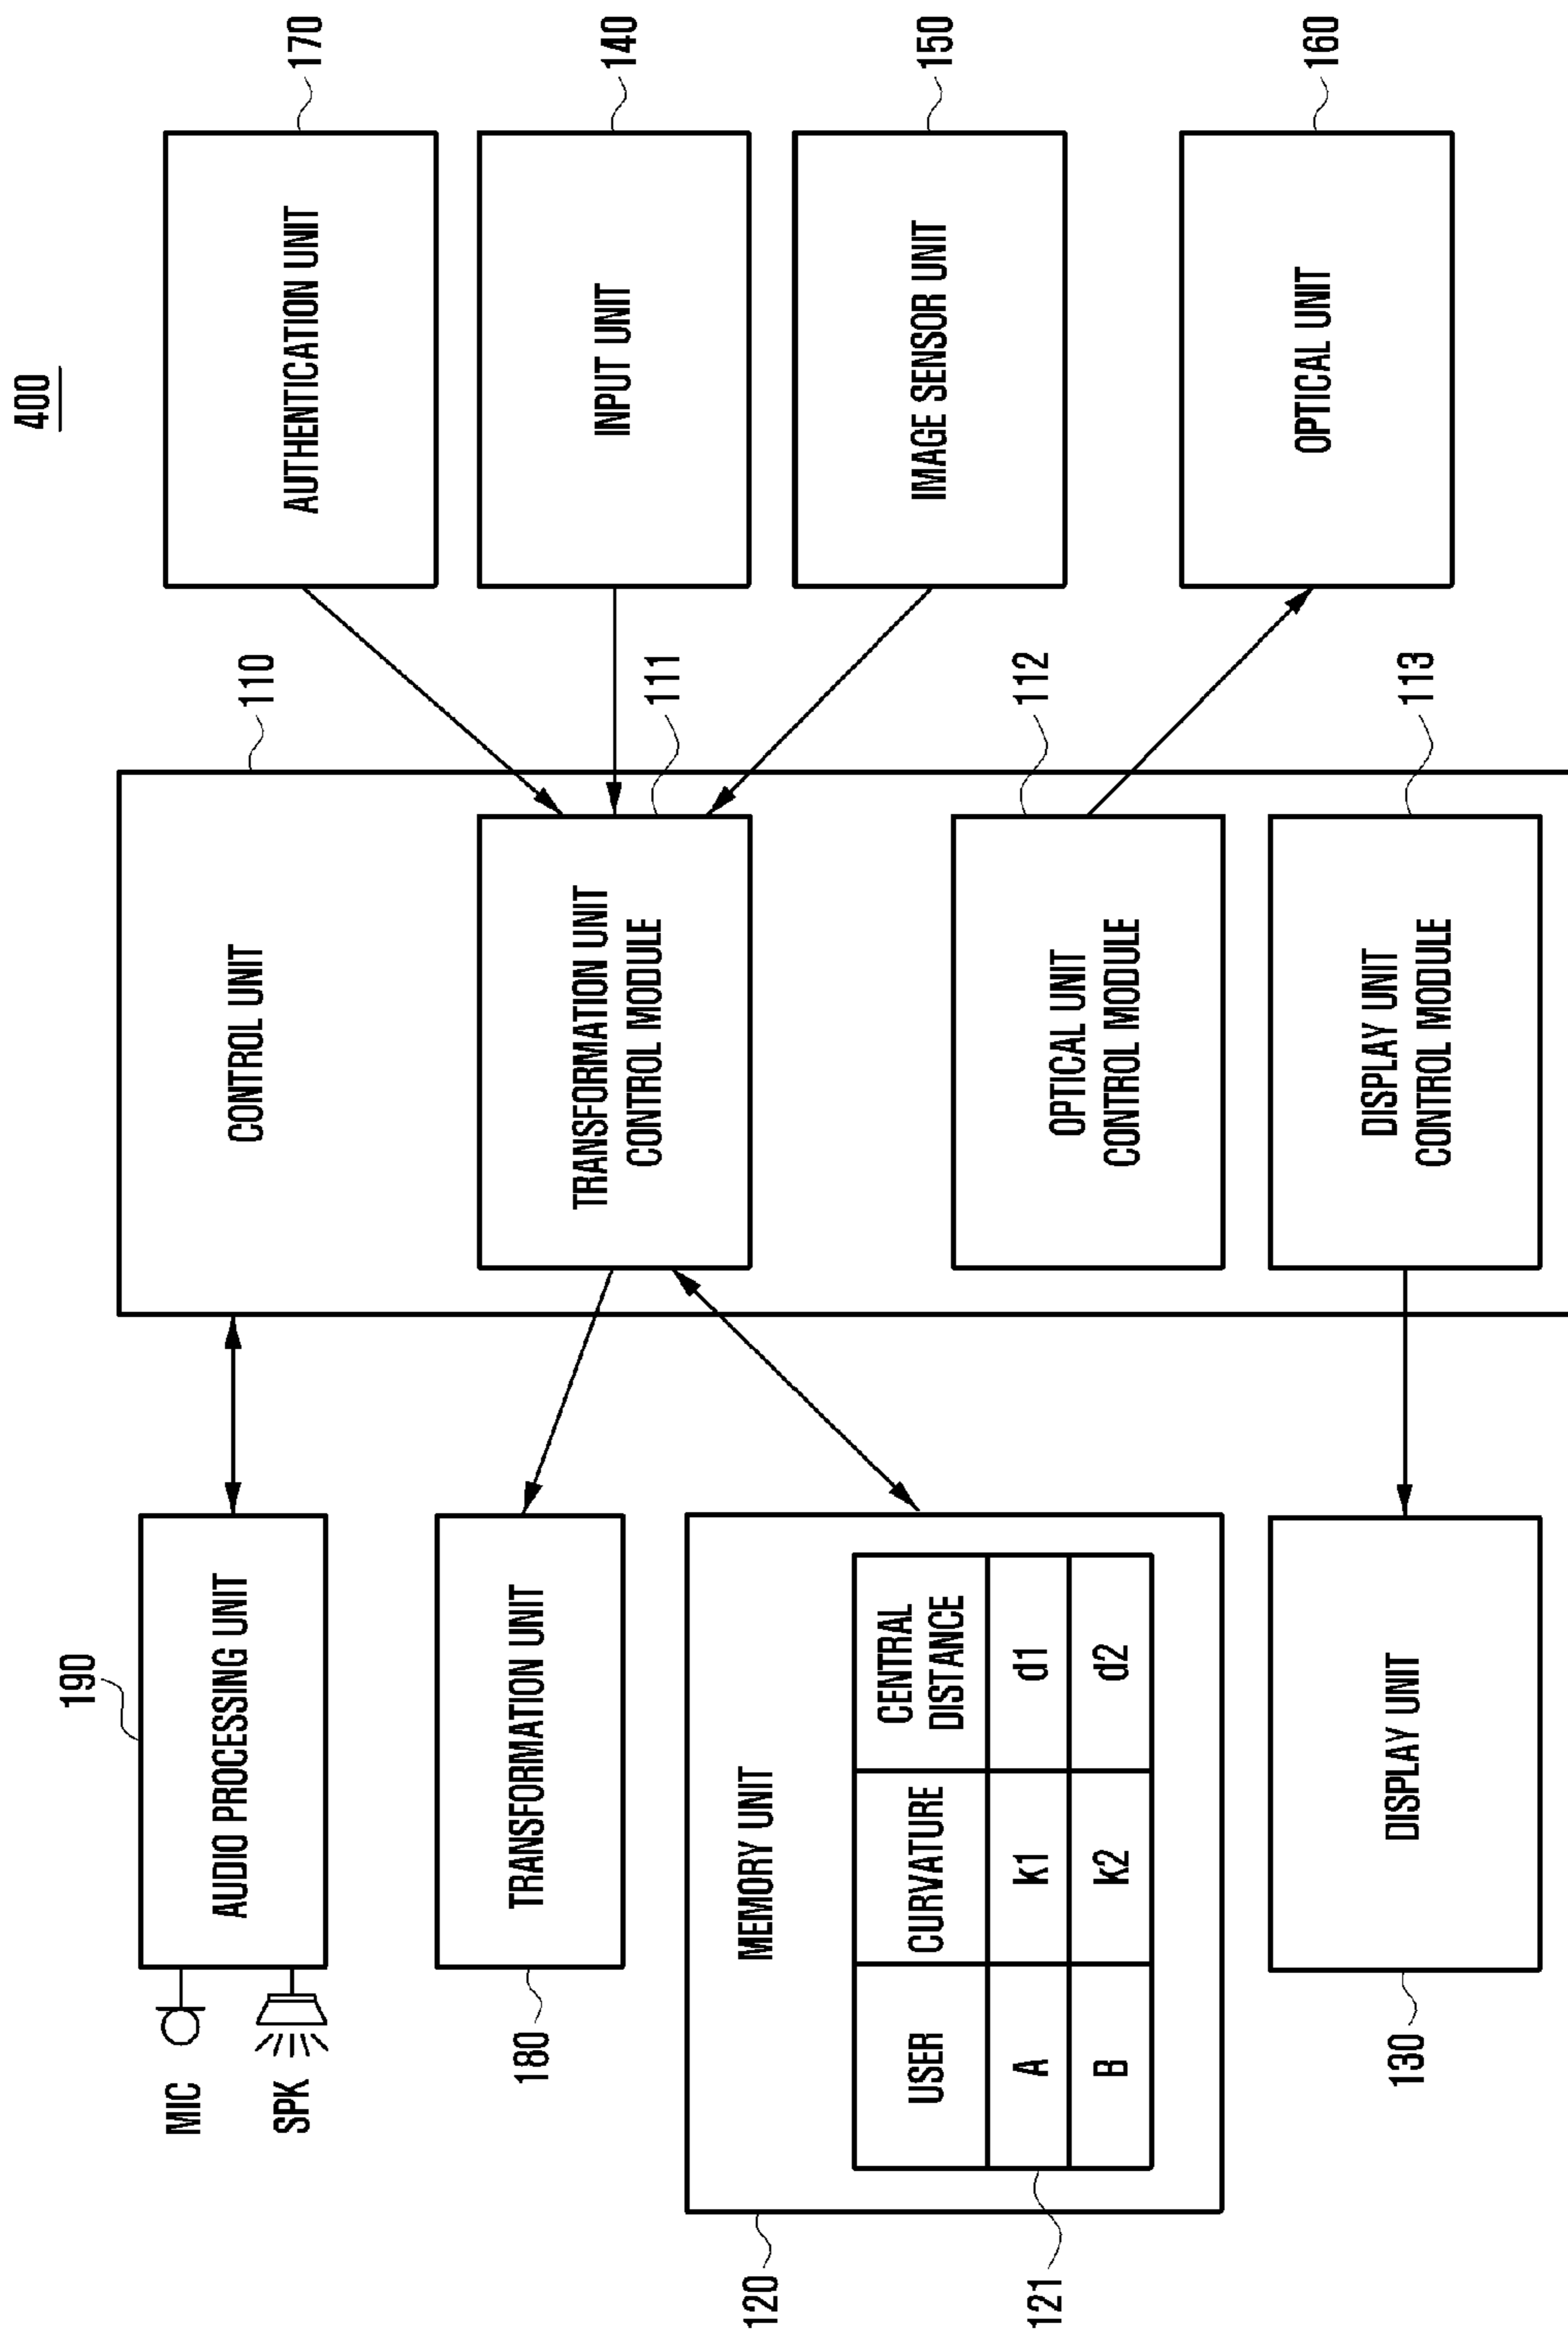 400
190
MIC
SPK
AUDIO PROCESSING UNIT
CONTROL UNIT
110
AUTHENTICATION UNIT
170
180
TRANSFORMATION UNIT
TRANSFORMATION UNIT
CONTROL MODULE
111
INPUT UNIT
140
120
MEMORY UNIT
IMAGE SENSOR UNIT
150
121
USER CURVATURE CENTRAL
DISTANCE
A K1 d1
B K2 d2
OPTICAL UNIT
CONTROL MODULE
112
OPTICAL UNIT
160
130
DISPLAY UNIT
DISPLAY UNIT
CONTROL MODULE
113